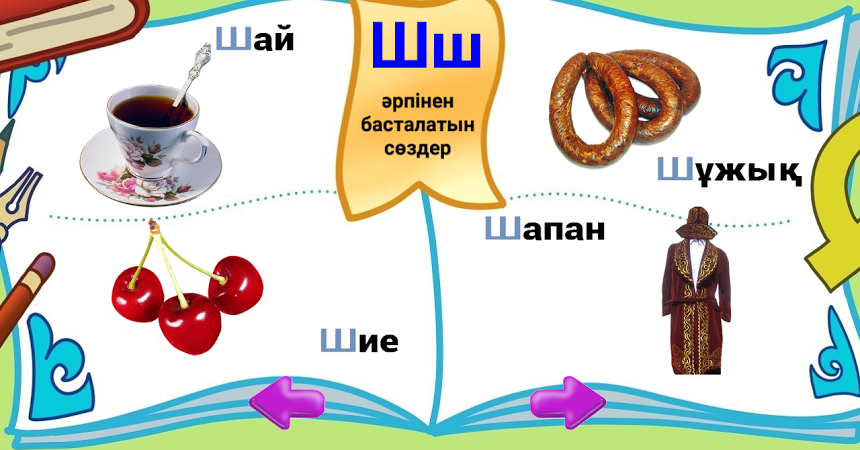 Шай
Шш
әрпінен
басталатын
сөздер
Шұжық
Шапан
Шие